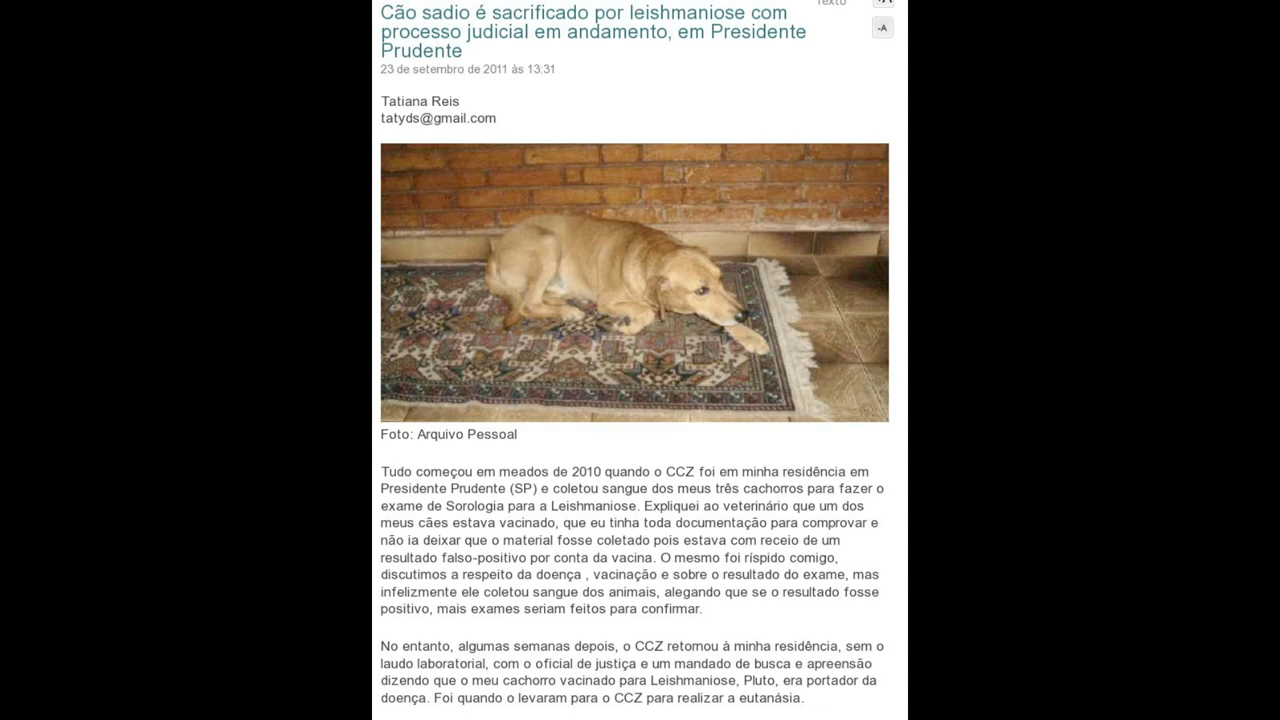 Texto
-A
Cão sadio é sacrificado por leishmaniose com
processo judicial em andamento, em Presidente
Prudente
23 de setembro de 2011 às 13:31
Tatiana Reis
tatyds@gmail.com
Foto: Arquivo Pessoal
Tudo começou em meados de 2010 quando o CCZ foi em minha residência em
Presidente Prudente (SP) e coletou sangue dos meus três cachorros para fazer o
exame de Sorologia para a Leishmaniose. Expliquei ao veterinário que um dos
meus cães estava vacinado, que eu tinha toda documentação para comprovar e
não ia deixar que o material fosse coletado pois estava com receio de um
resultado falso-positivo por conta da vacina. O mesmo foi ríspido comigo,
discutimos a respeito da doença , vacinação e sobre o resultado do exame, mas
infelizmente ele coletou sangue dos animais, alegando que se o resultado fosse
positivo, mais exames seriam feitos para confirmar.
No entanto, algumas semanas depois, o CCZ retornou à minha residência, sem o
laudo laboratorial, com o oficial de justiça e um mandado de busca e apreensão
dizendo que o meu cachorro vacinado para Leishmaniose, Pluto, era portador da
doença. Foi quando o levaram para o CCZ para realizar a eutanásia.